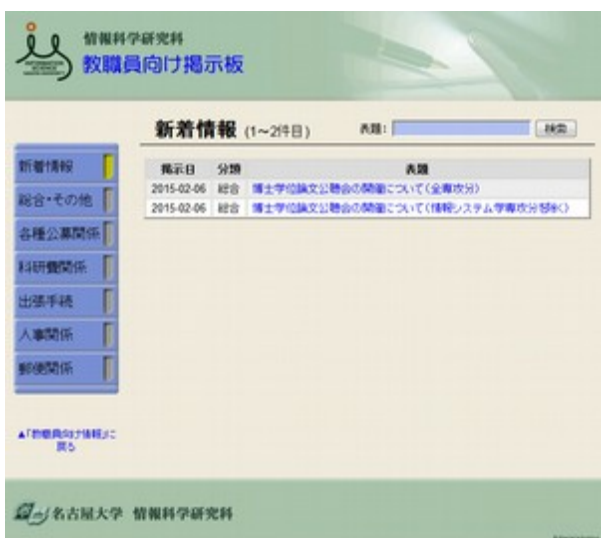 情報科学研究科
教職員向け掲示板
新着情報 (1~2件目)
表題: 検索
新着情報
総合・その他
各種公募関係
科研費関係
出張手続
人事関係
郵便関係
掲示日 分類 表題
2015-02-06 総合 博士学位論文公聴会の開催について(全専攻分)
2015-02-06 総合 博士学位論文公聴会の開催について(情報システム学専攻分を除く)
▲「教職員向け情報」に
戻る
名古屋大学 情報科学研究科